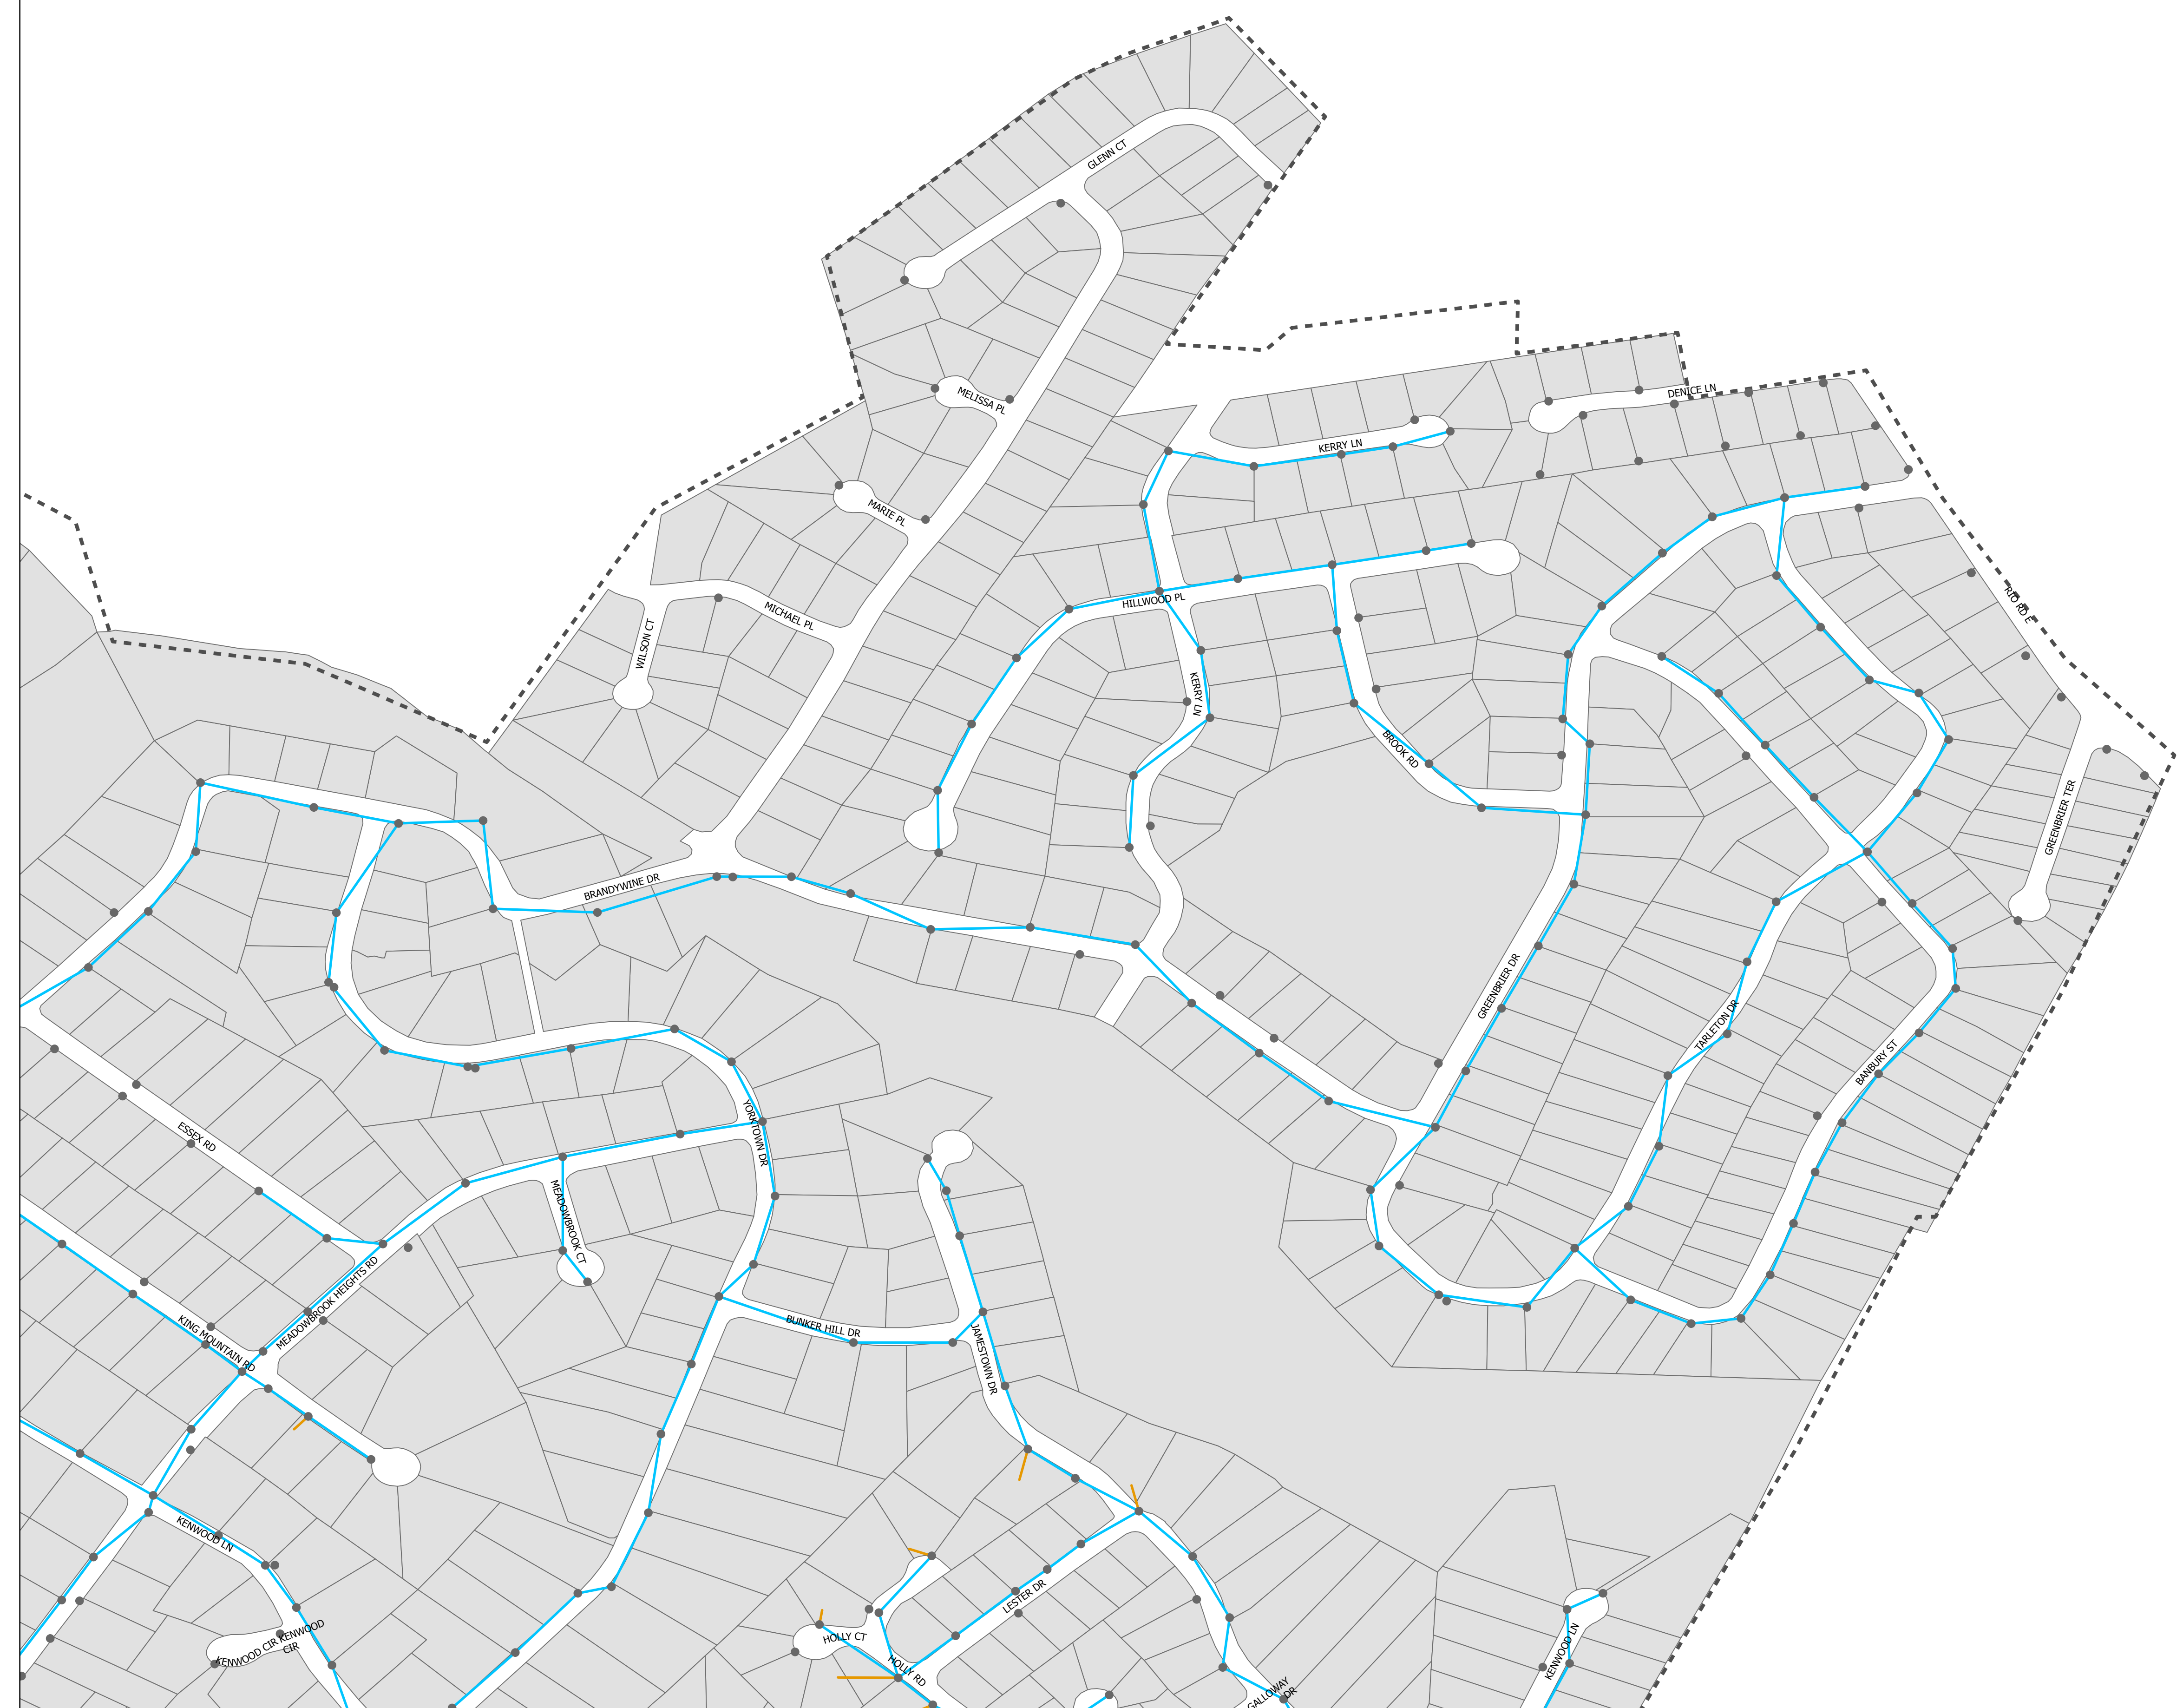 GLENN CT
MELISSA PL
DENICE LN
KERRY LN
MARIE PL
HILLWOOD PL
MICHAEL PL
RIO RD E
WILSON CT
KERRY LN
BROOK RD
GREENBRIER TER
BRANDYWINE DR
GREENBRIER DR
TARLETON DR
BANBURY ST
ESSEX RD
YORKTOWN DR
MEADOWBROOK CT
MEADOWBROOK HEIGHTS RD
BUNKER HILL DR
KING MOUNTAIN RD
JAMESTOWN DR
KENWOOD LN
LESTER DR
KENWOOD CIR
KENWOOD
CIR
HOLLY CT
HOLLY RD
KENWOOD LN
GALLOWAY
DR